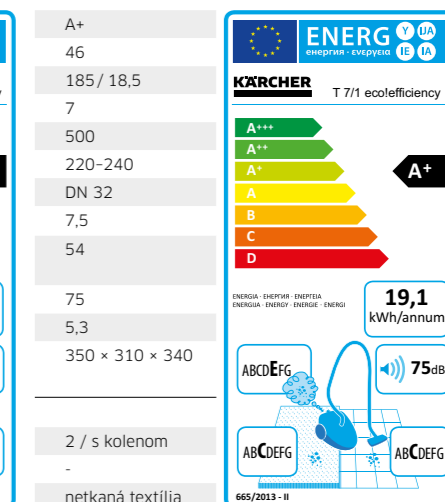 A+
46
185 / 18,5
7
500
220-240
DN 32
7,5
54
75
5,3
350 × 310 × 340
2 / s kolenom
-
netkaná textília
ENERG Y IJA
енергия · ενεργεια IE IA
KÄRCHER
T 7/1 eco!efficiency
A+++
A++
A+
A+
A
B
C
D
ENERGIA · ЕНЕРГИЯ · ΕΝΕΡΓΕΙΑ
ENERGIJA · ENERGY · ENERGIE · ENERGI
19,1
kWh/annum
ABCDEFG
75dB
ABCDEFG
ABCDEFG
665/2013 - II